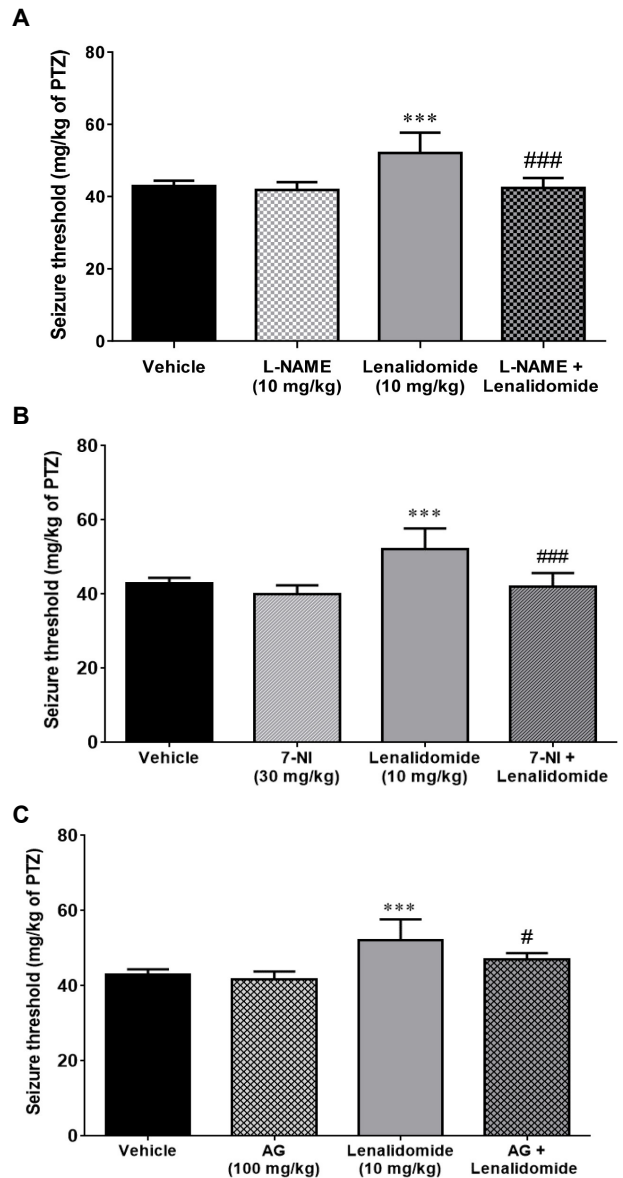 A
Seizure threshold (mg/kg of PTZ)
80
60
40
20
0
***
###
Vehicle
L-NAME
(10 mg/kg)
Lenalidomide
(10 mg/kg)
L-NAME +
Lenalidomide
B
Seizure threshold (mg/kg of PTZ)
80
60
40
20
0
***
###
Vehicle
7-NI
(30 mg/kg)
Lenalidomide
(10 mg/kg)
7-NI +
Lenalidomide
C
Seizure threshold (mg/kg of PTZ)
80
60
40
20
0
***
#
Vehicle
AG
(100 mg/kg)
Lenalidomide
(10 mg/kg)
AG +
Lenalidomide